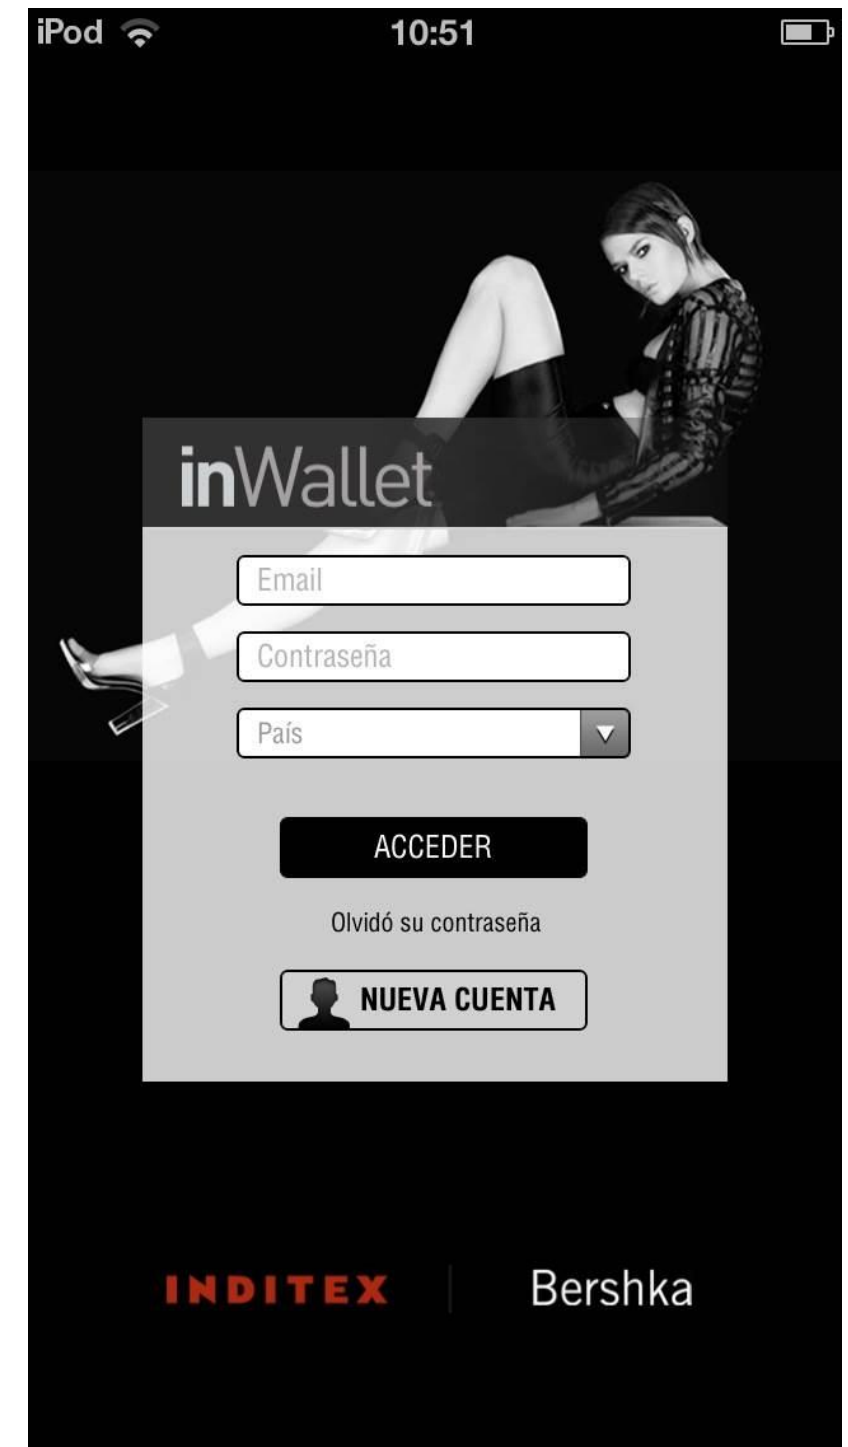 iPod 10:51
inWallet
Email
Contraseña
País
ACCEDER
Olvidó su contraseña
NUEVA CUENTA
INDITEX Bershka